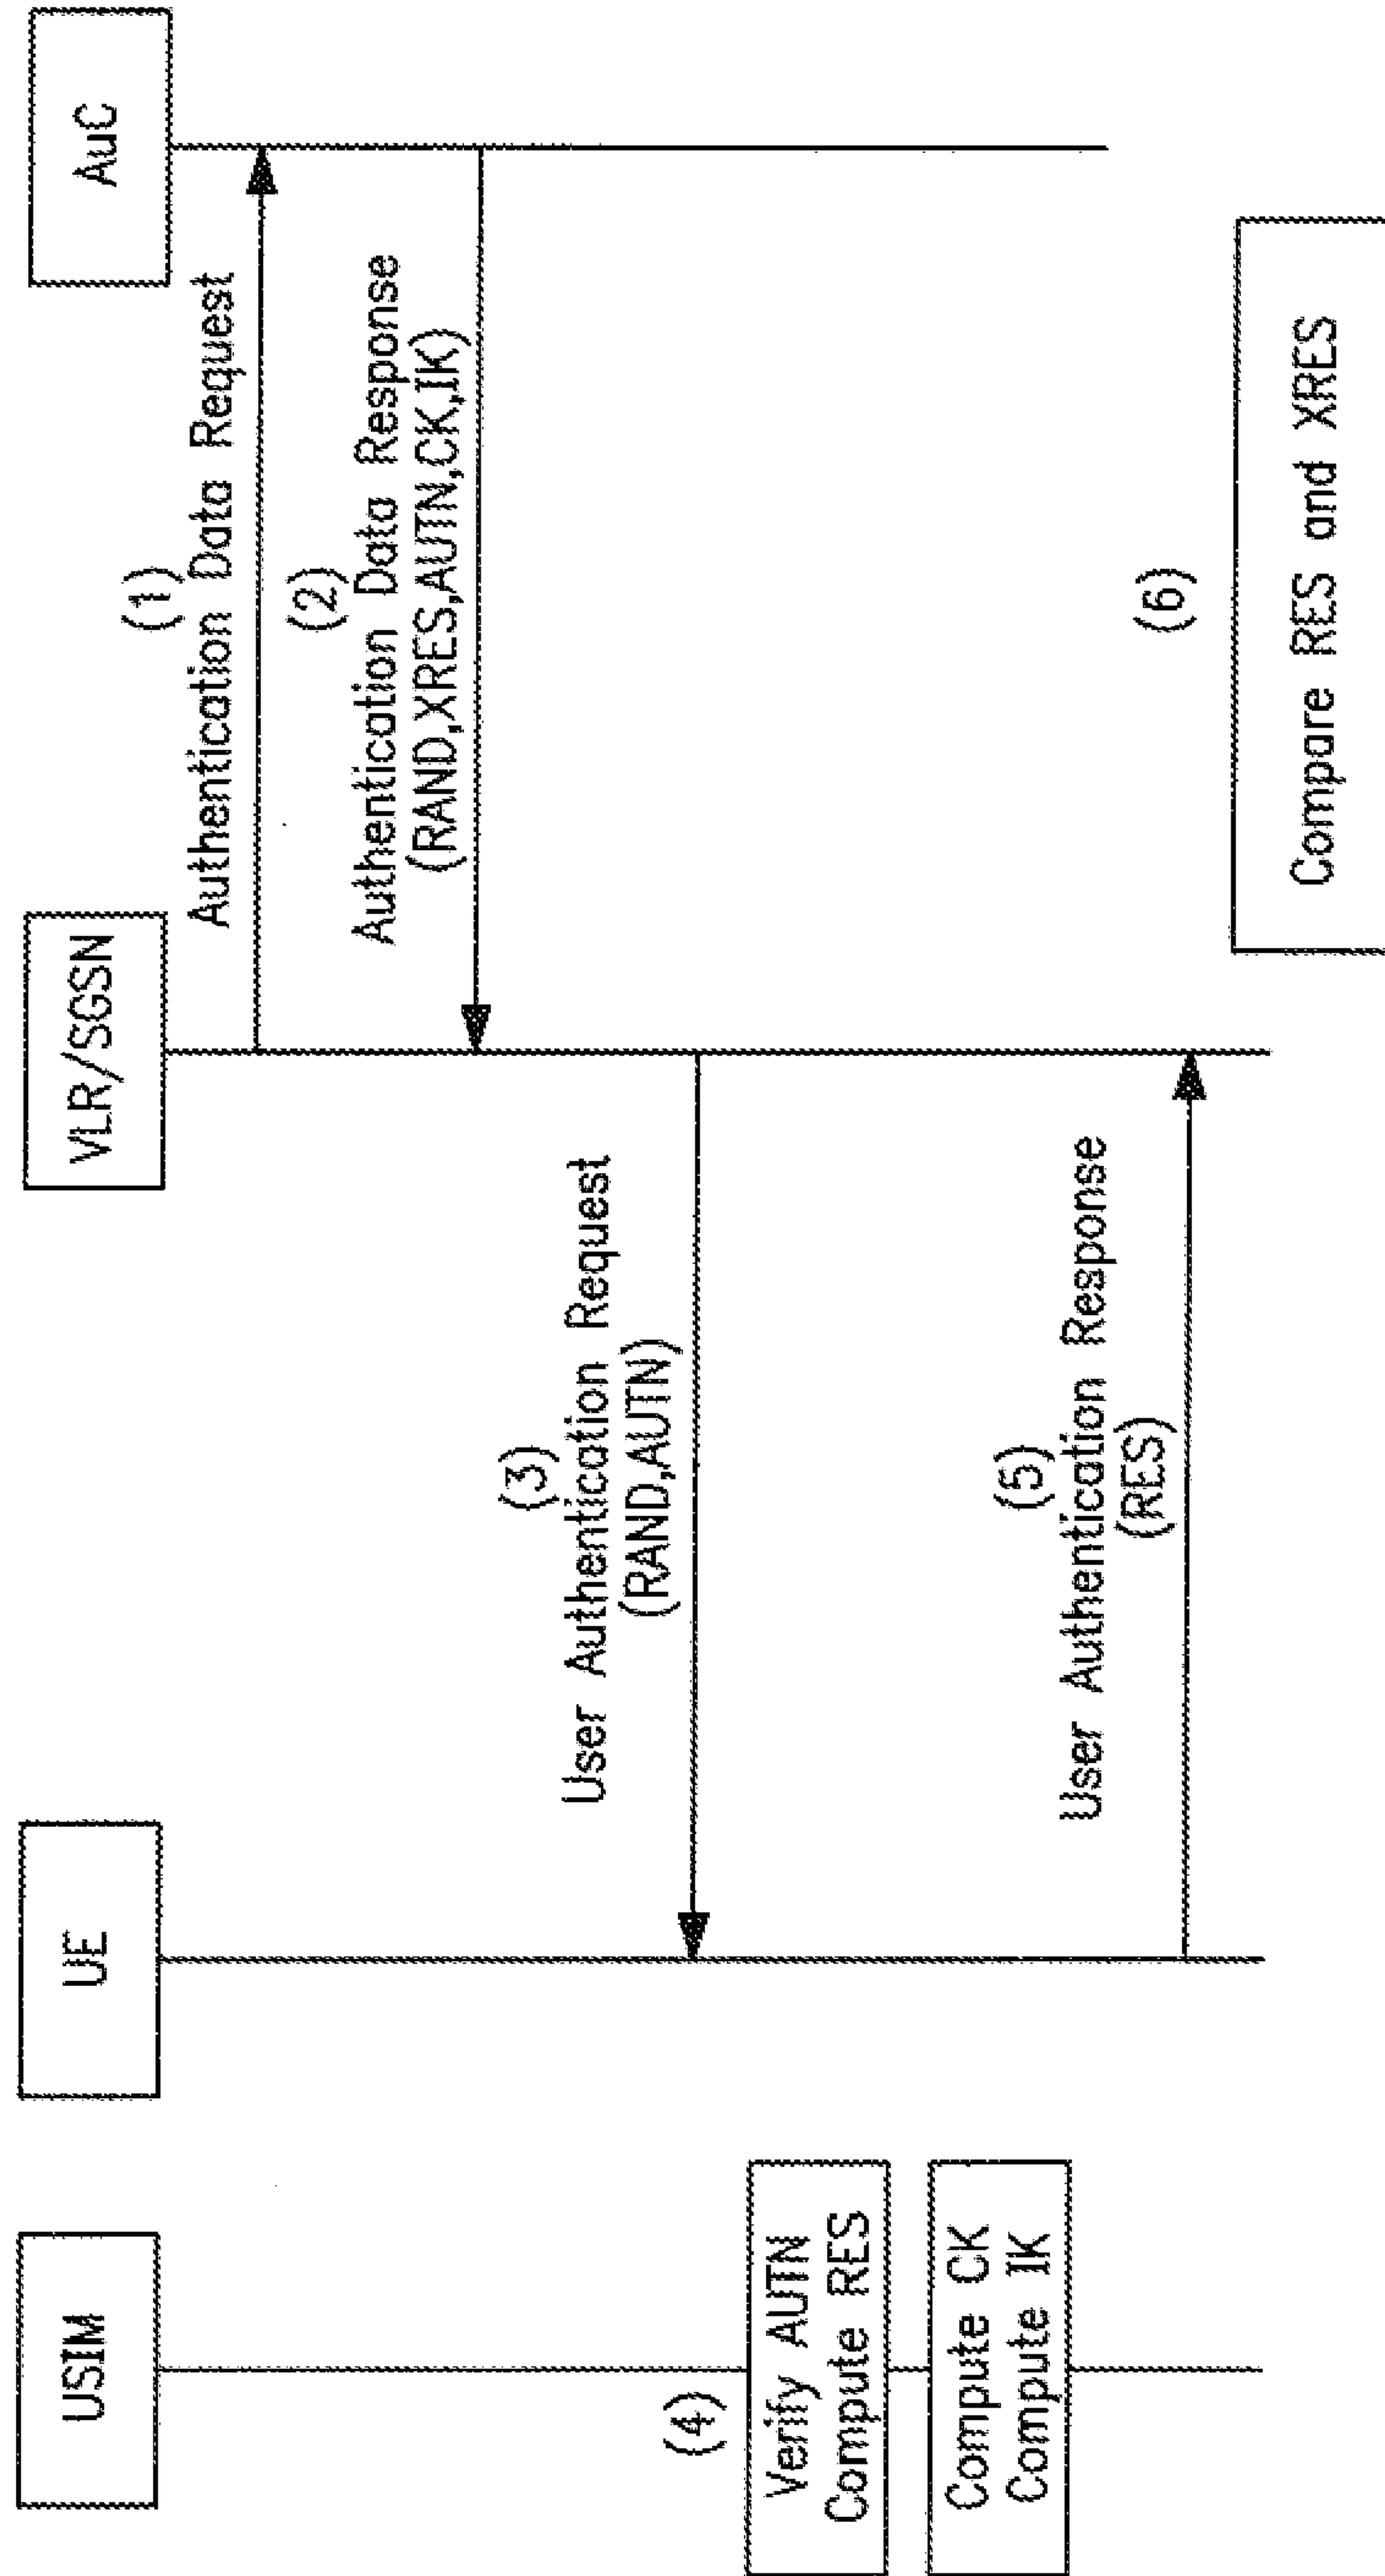 USIM
UE
VLR/SGSN
AuC
(1)
Authentication Data Request
(2)
Authentication Data Response
(RAND,XRES,AUTN,CK,IK)
(3)
User Authentication Request
(RAND,AUTN)
(4)
Verify AUTN
Compute RES
Compute CK
Compute IK
(5)
User Authentication Response
(RES)
(6)
Compare RES and XRES